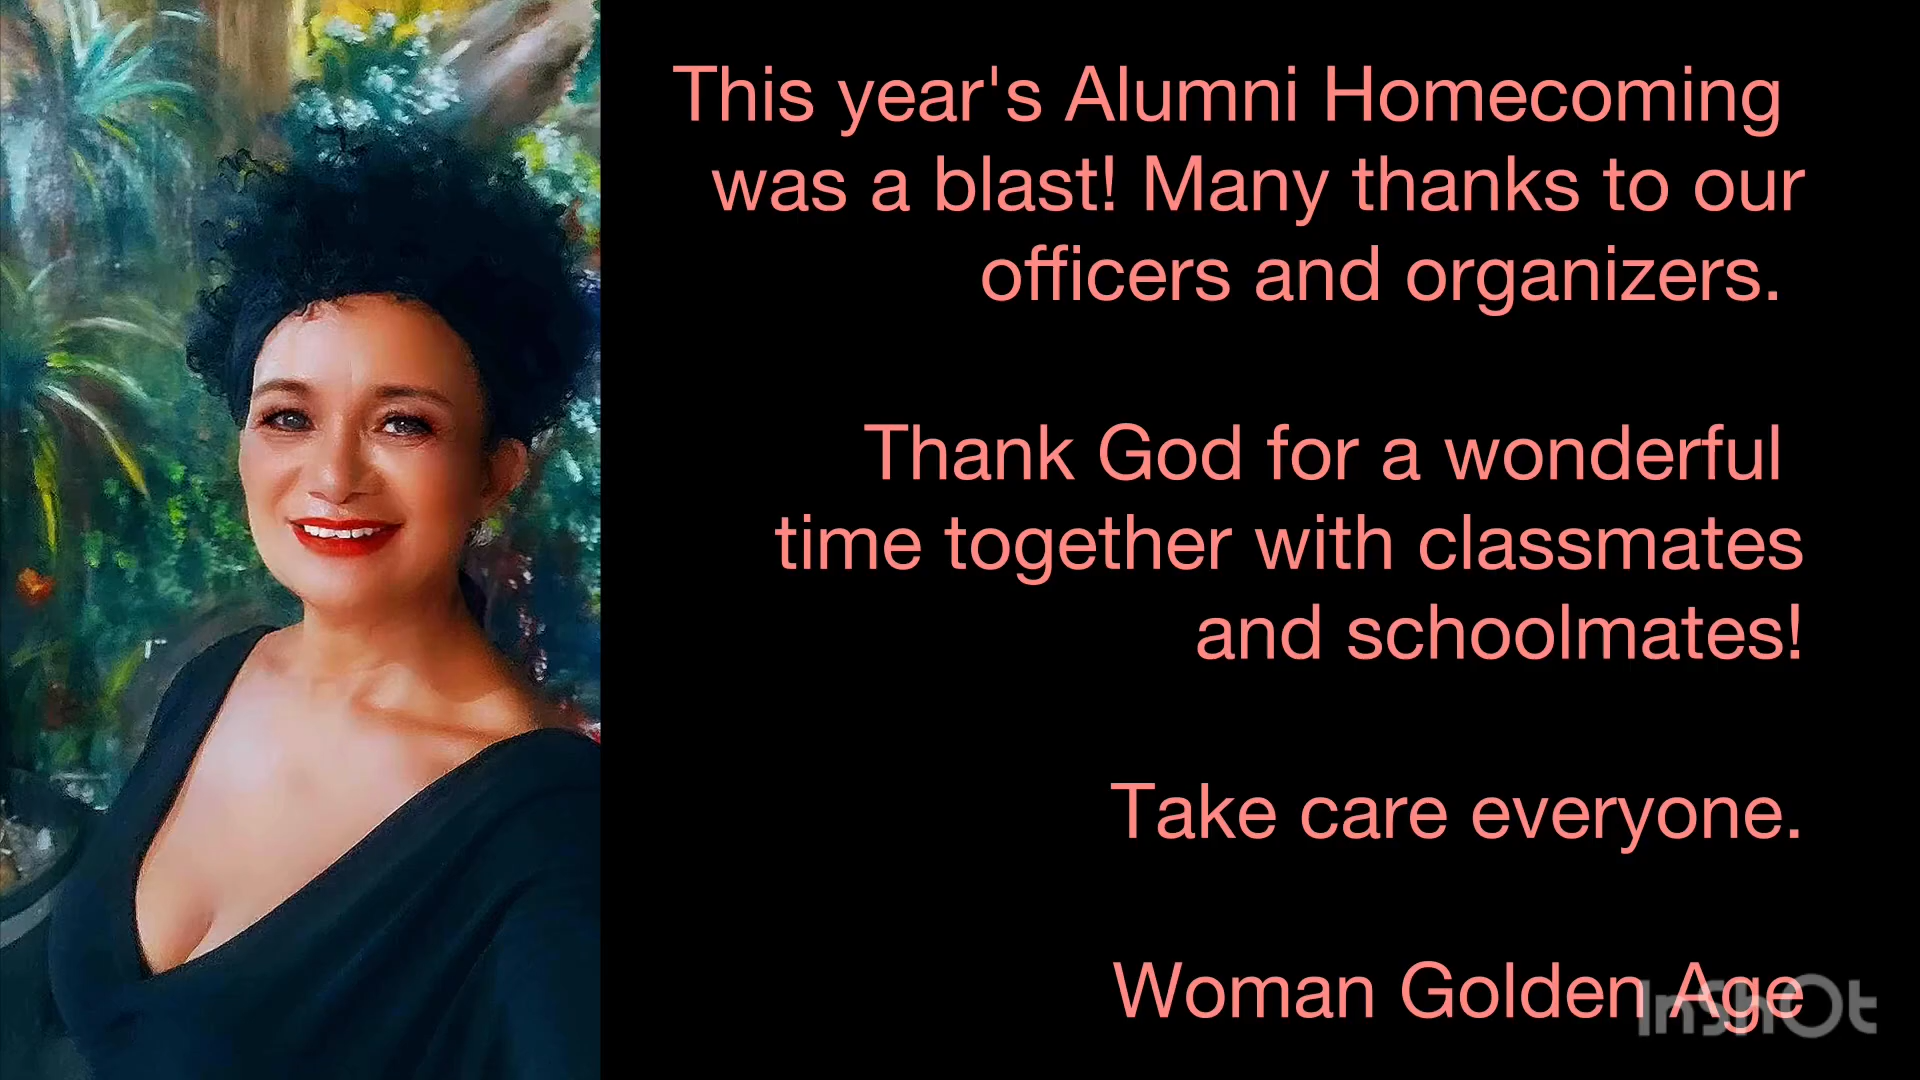 This year's Alumni Homecoming
was a blast! Many thanks to our
officers and organizers.
Thank God for a wonderful
time together with classmates
and schoolmates!
Take care everyone.
Woman Golden Age
InShOt